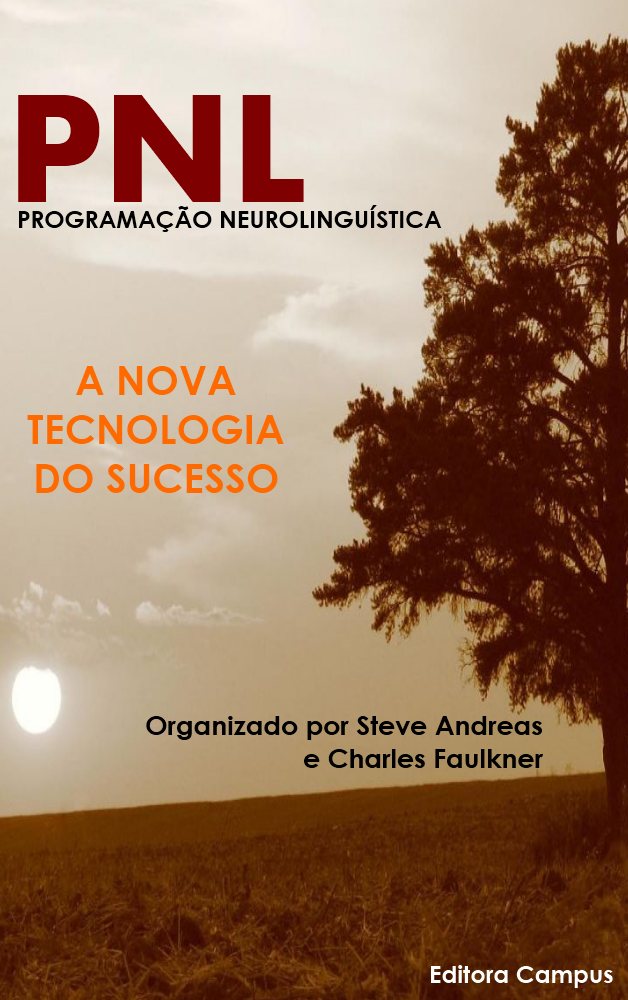 PNL
PROGRAMAÇÃO NEUROLINGUÍSTICA
A NOVA
TECNOLOGIA
DO SUCESSO
Organizado por Steve Andreas
e Charles Faulkner
Editora Campus